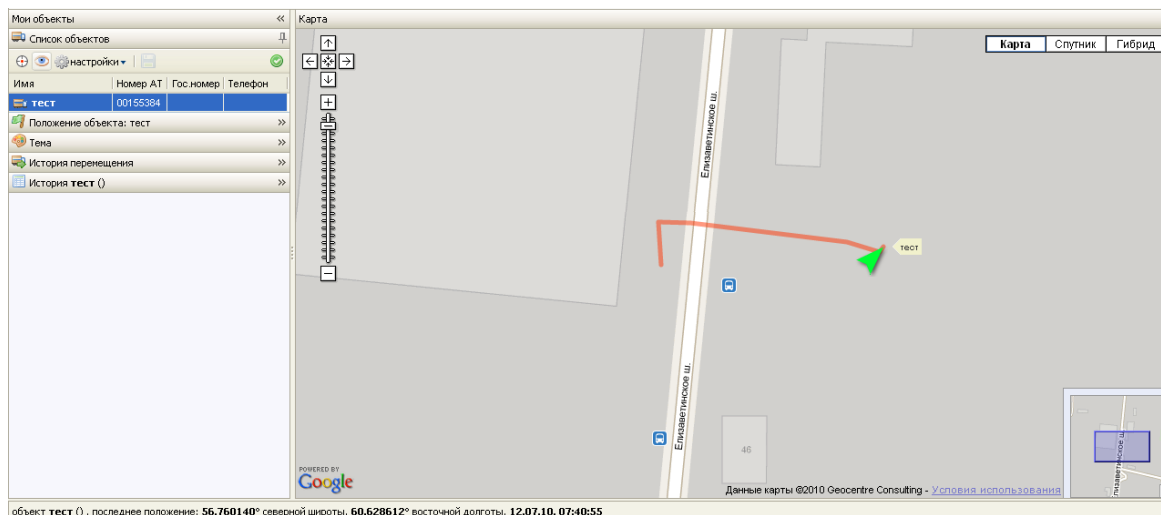 Мои объекты
Список объектов
настройки
Имя Номер АТ Гос.номер Телефон
тест 00155384
Положение объекта: тест
Тема
История перемещения
История тест ()
Карта
Карта Спутник Гибрид
Елизаветинское ш.
тест
Елизаветинское ш.
46
POWERED BY
Google
Данные карты ©2010 Geocentre Consulting - Условия использования
Елизаветинское ш.
объект тест () , последнее положение: 56.760140° северной широты, 60.628612° восточной долготы, 12.07.10, 07:40:55